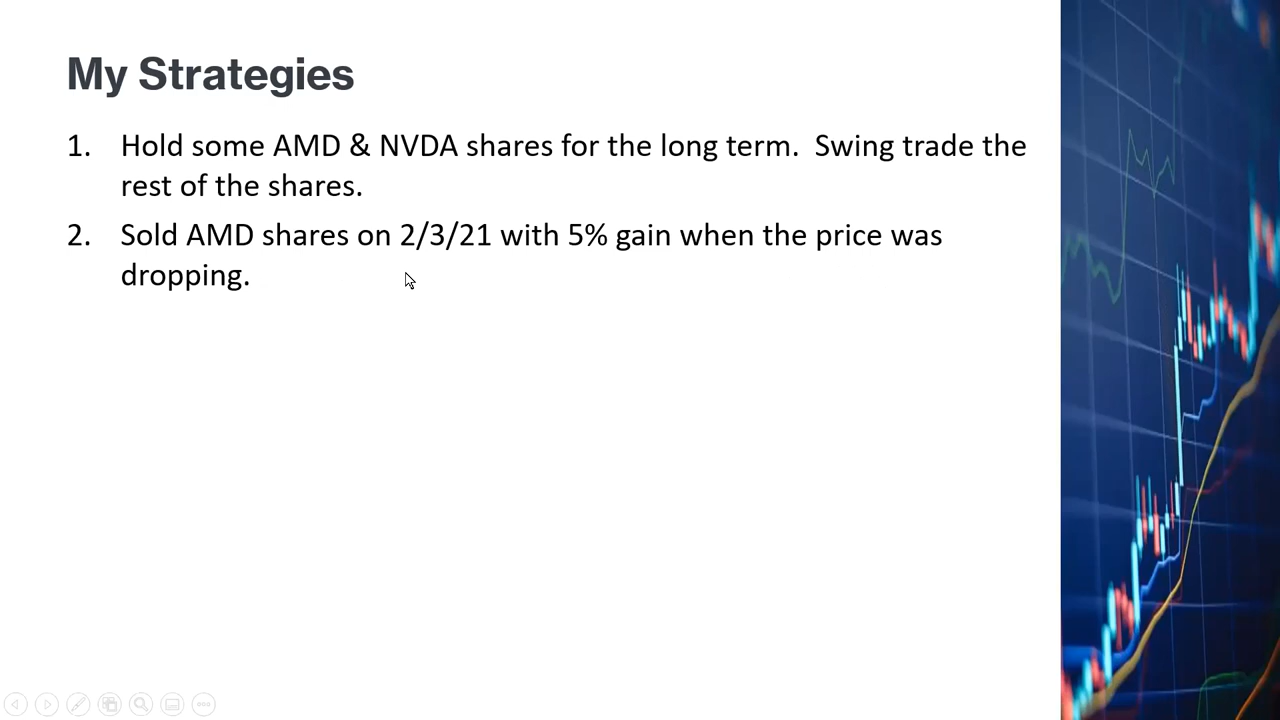 My Strategies
1. Hold some AMD & NVDA shares for the long term.  Swing trade the
rest of the shares.
2. Sold AMD shares on 2/3/21 with 5% gain when the price was
dropping.